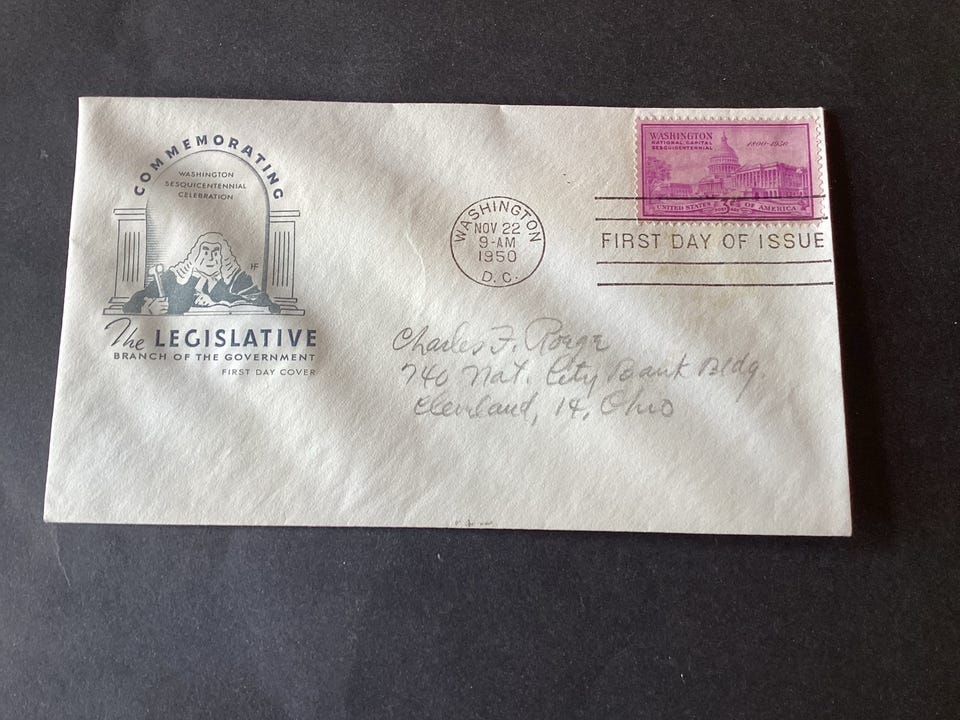 COMMEMORATING
WASHINGTON
SESQUICENTENNIAL
CELEBRATION
HF
The LEGISLATIVE
BRANCH OF THE GOVERNMENT
FIRST DAY COVER
WASHINGTON
NOV 22
9-AM
1950
D.C.
WASHINGTON
NATIONAL CAPITAL
SESQUICENTENNIAL
1800-1950
UNITED STATES 3¢ OF AMERICA
FIRST DAY OF ISSUE
Charles F.
740 Nat. City Bank Bldg.
Cleveland, 14, Ohio